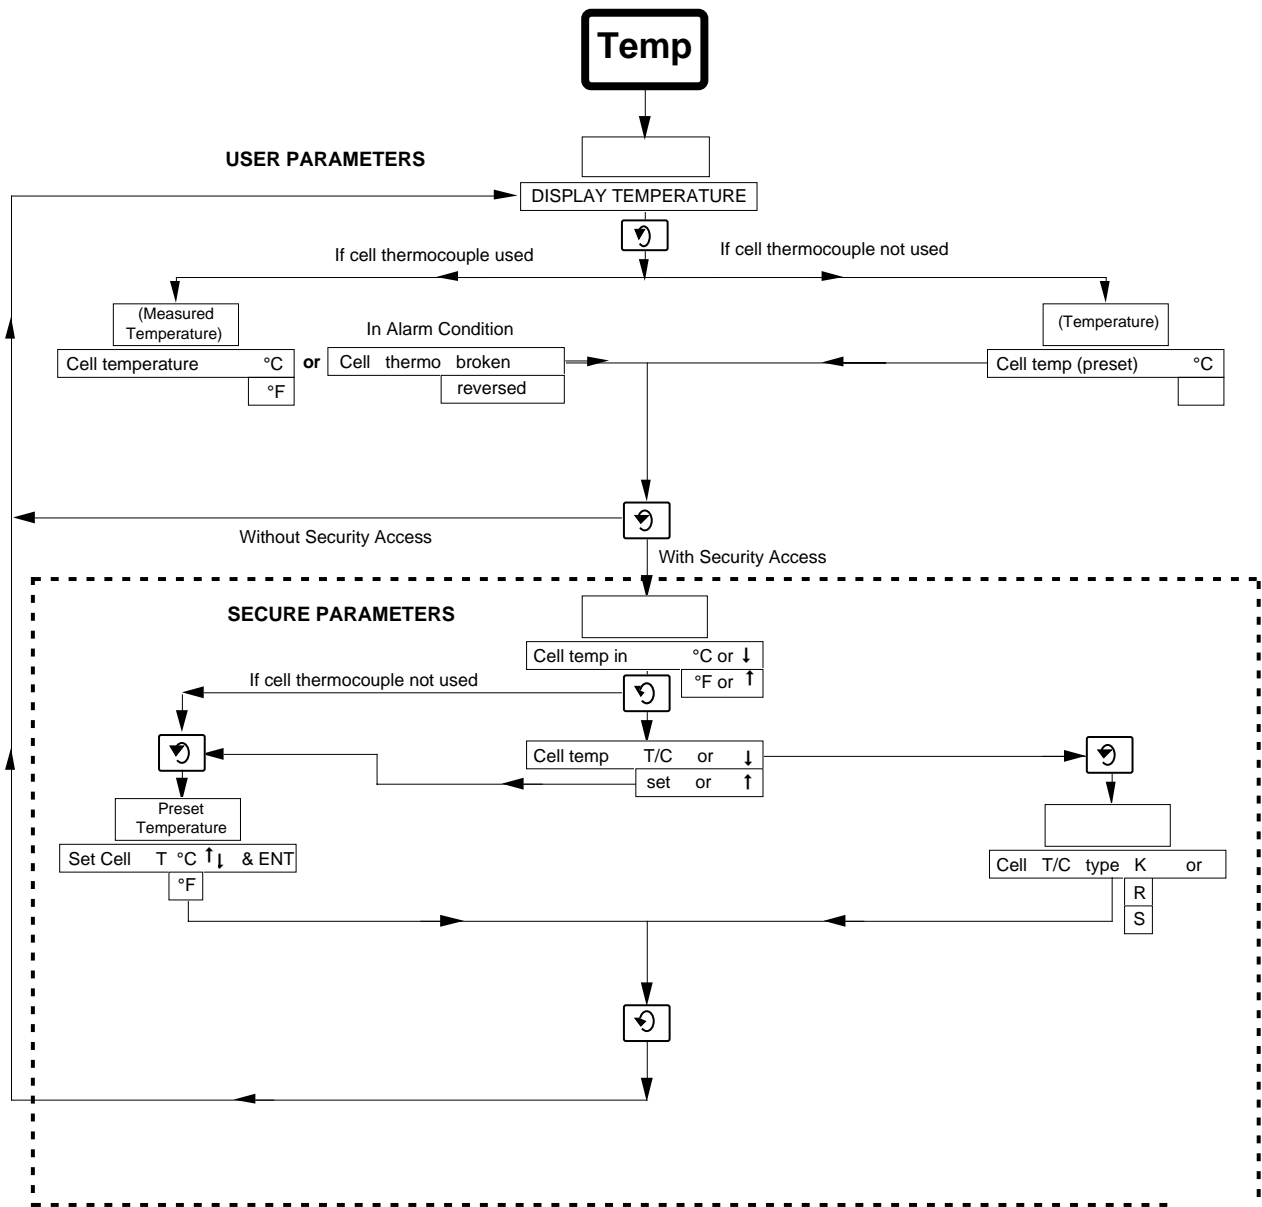 Temp
USER PARAMETERS
DISPLAY TEMPERATURE
If cell thermocouple used
If cell thermocouple not used
(Measured
Temperature)
In Alarm Condition
(Temperature)
Cell temperature °C or Cell thermo broken
Cell temp (preset) °C
°F
reversed
Without Security Access
With Security Access
SECURE PARAMETERS
Cell temp in °C or ↓
°F or ↑
If cell thermocouple not used
Cell temp T/C or ↓
set or ↑
Preset
Temperature
Set Cell T °C ↑↓ & ENT
°F
Cell T/C type K or
R
S